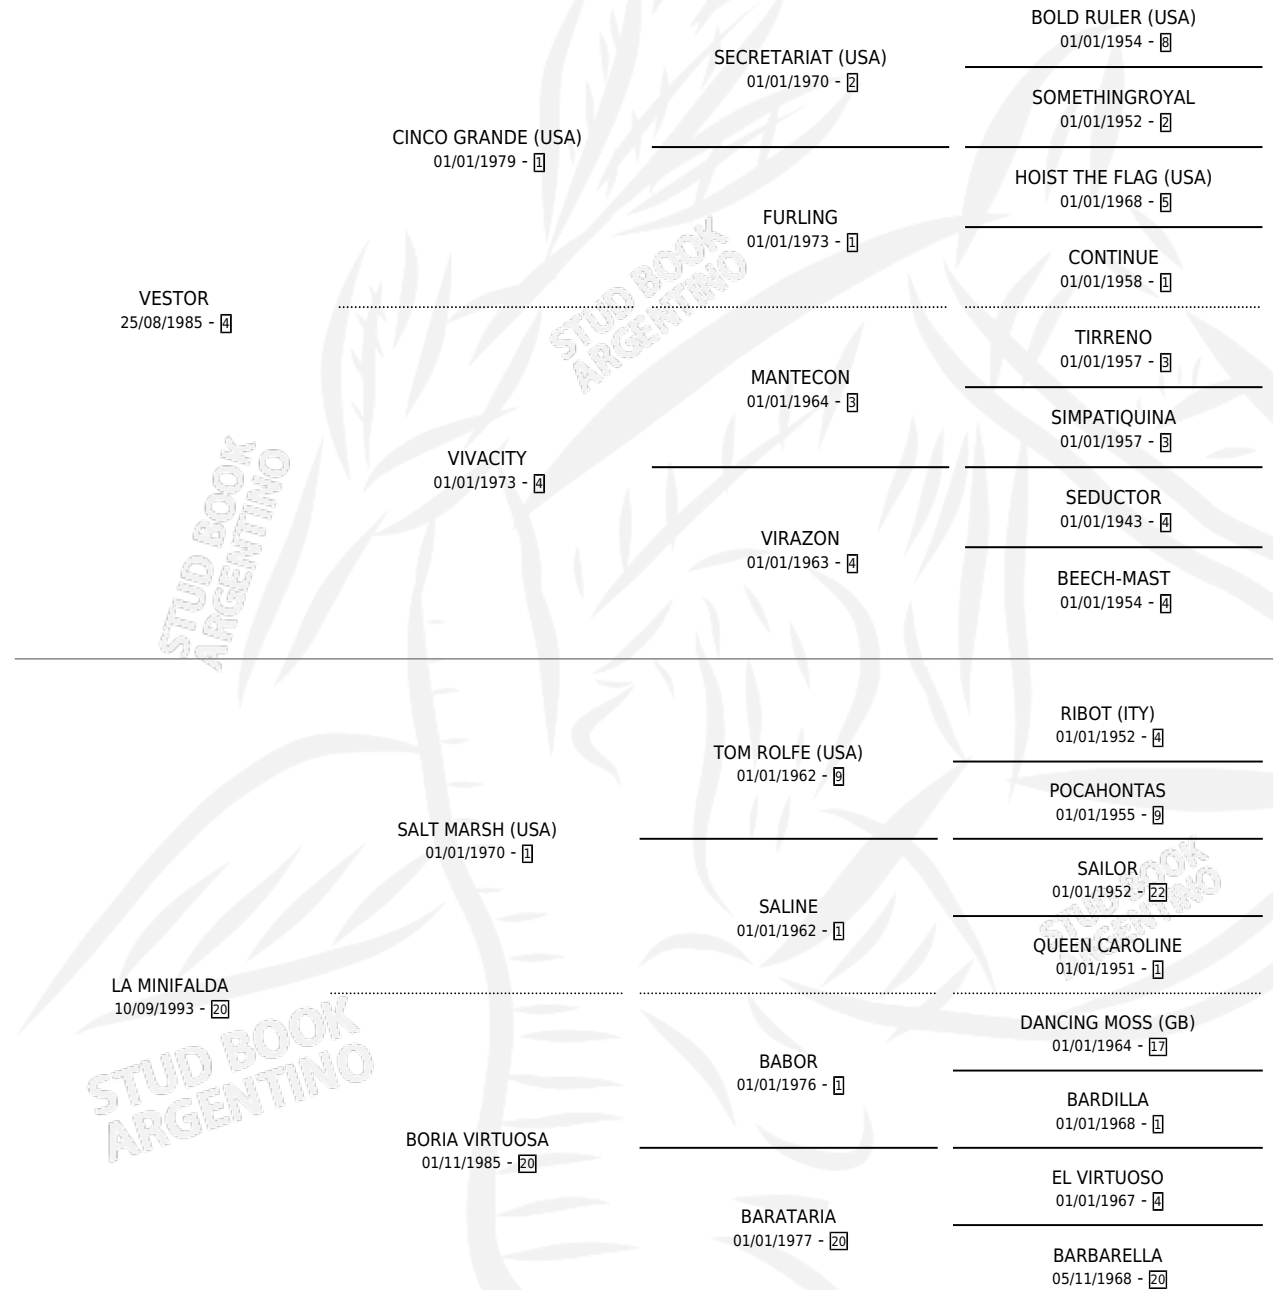 BOLD RULER (USA)
01/01/1954 - 8
SECRETARIAT (USA)
01/01/1970 - 2
SOMETHINGROYAL
01/01/1952 - 2
CINCO GRANDE (USA)
01/01/1979 - 1
HOIST THE FLAG (USA)
01/01/1968 - 5
FURLING
01/01/1973 - 1
CONTINUE
01/01/1958 - 1
VESTOR
25/08/1985 - 4
STUD BOOK
ARGENTINO
TIRRENO
01/01/1957 - 3
MANTECON
01/01/1964 - 3
SIMPATIQUINA
01/01/1957 - 3
VIVACITY
01/01/1973 - 4
SEDUCTOR
01/01/1943 - 4
VIRAZON
01/01/1963 - 4
BEECH-MAST
01/01/1954 - 4
STUD BOOK
ARGENTINO
RIBOT (ITY)
01/01/1952 - 4
TOM ROLFE (USA)
01/01/1962 - 9
POCAHONTAS
01/01/1955 - 9
SALT MARSH (USA)
01/01/1970 - 1
SAILOR
01/01/1952 - 22
SALINE
01/01/1962 - 1
STUD BOOK
ARGENTINO
QUEEN CAROLINE
01/01/1951 - 1
LA MINIFALDA
10/09/1993 - 20
STUD BOOK
ARGENTINO
DANCING MOSS (GB)
01/01/1964 - 17
BABOR
01/01/1976 - 1
BARDILLA
01/01/1968 - 1
BORIA VIRTUOSA
01/11/1985 - 20
EL VIRTUOSO
01/01/1967 - 4
BARATARIA
01/01/1977 - 20
BARBARELLA
05/11/1968 - 20